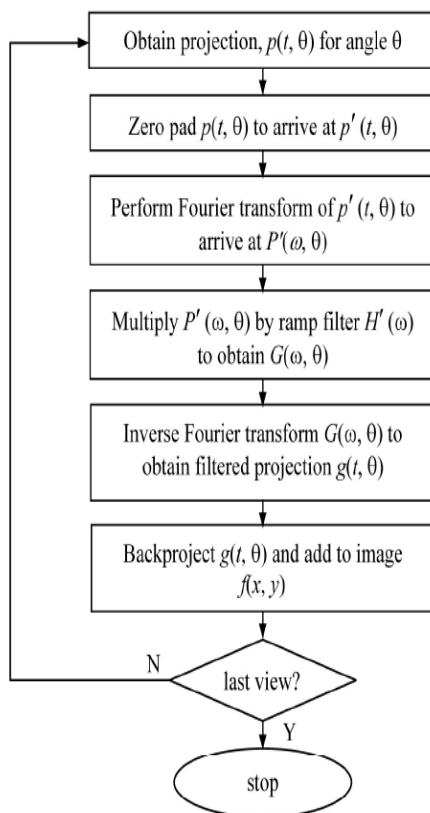 Obtain projection, p(t, θ) for angle θ
Zero pad p(t, θ) to arrive at p′ (t, θ)
Perform Fourier transform of p′ (t, θ) to
arrive at P′(ω, θ)
Multiply P′ (ω, θ) by ramp filter H′ (ω)
to obtain G(ω, θ)
Inverse Fourier transform G(ω, θ) to
obtain filtered projection g(t, θ)
Backproject g(t, θ) and add to image
f(x, y)
N
last view?
Y
stop